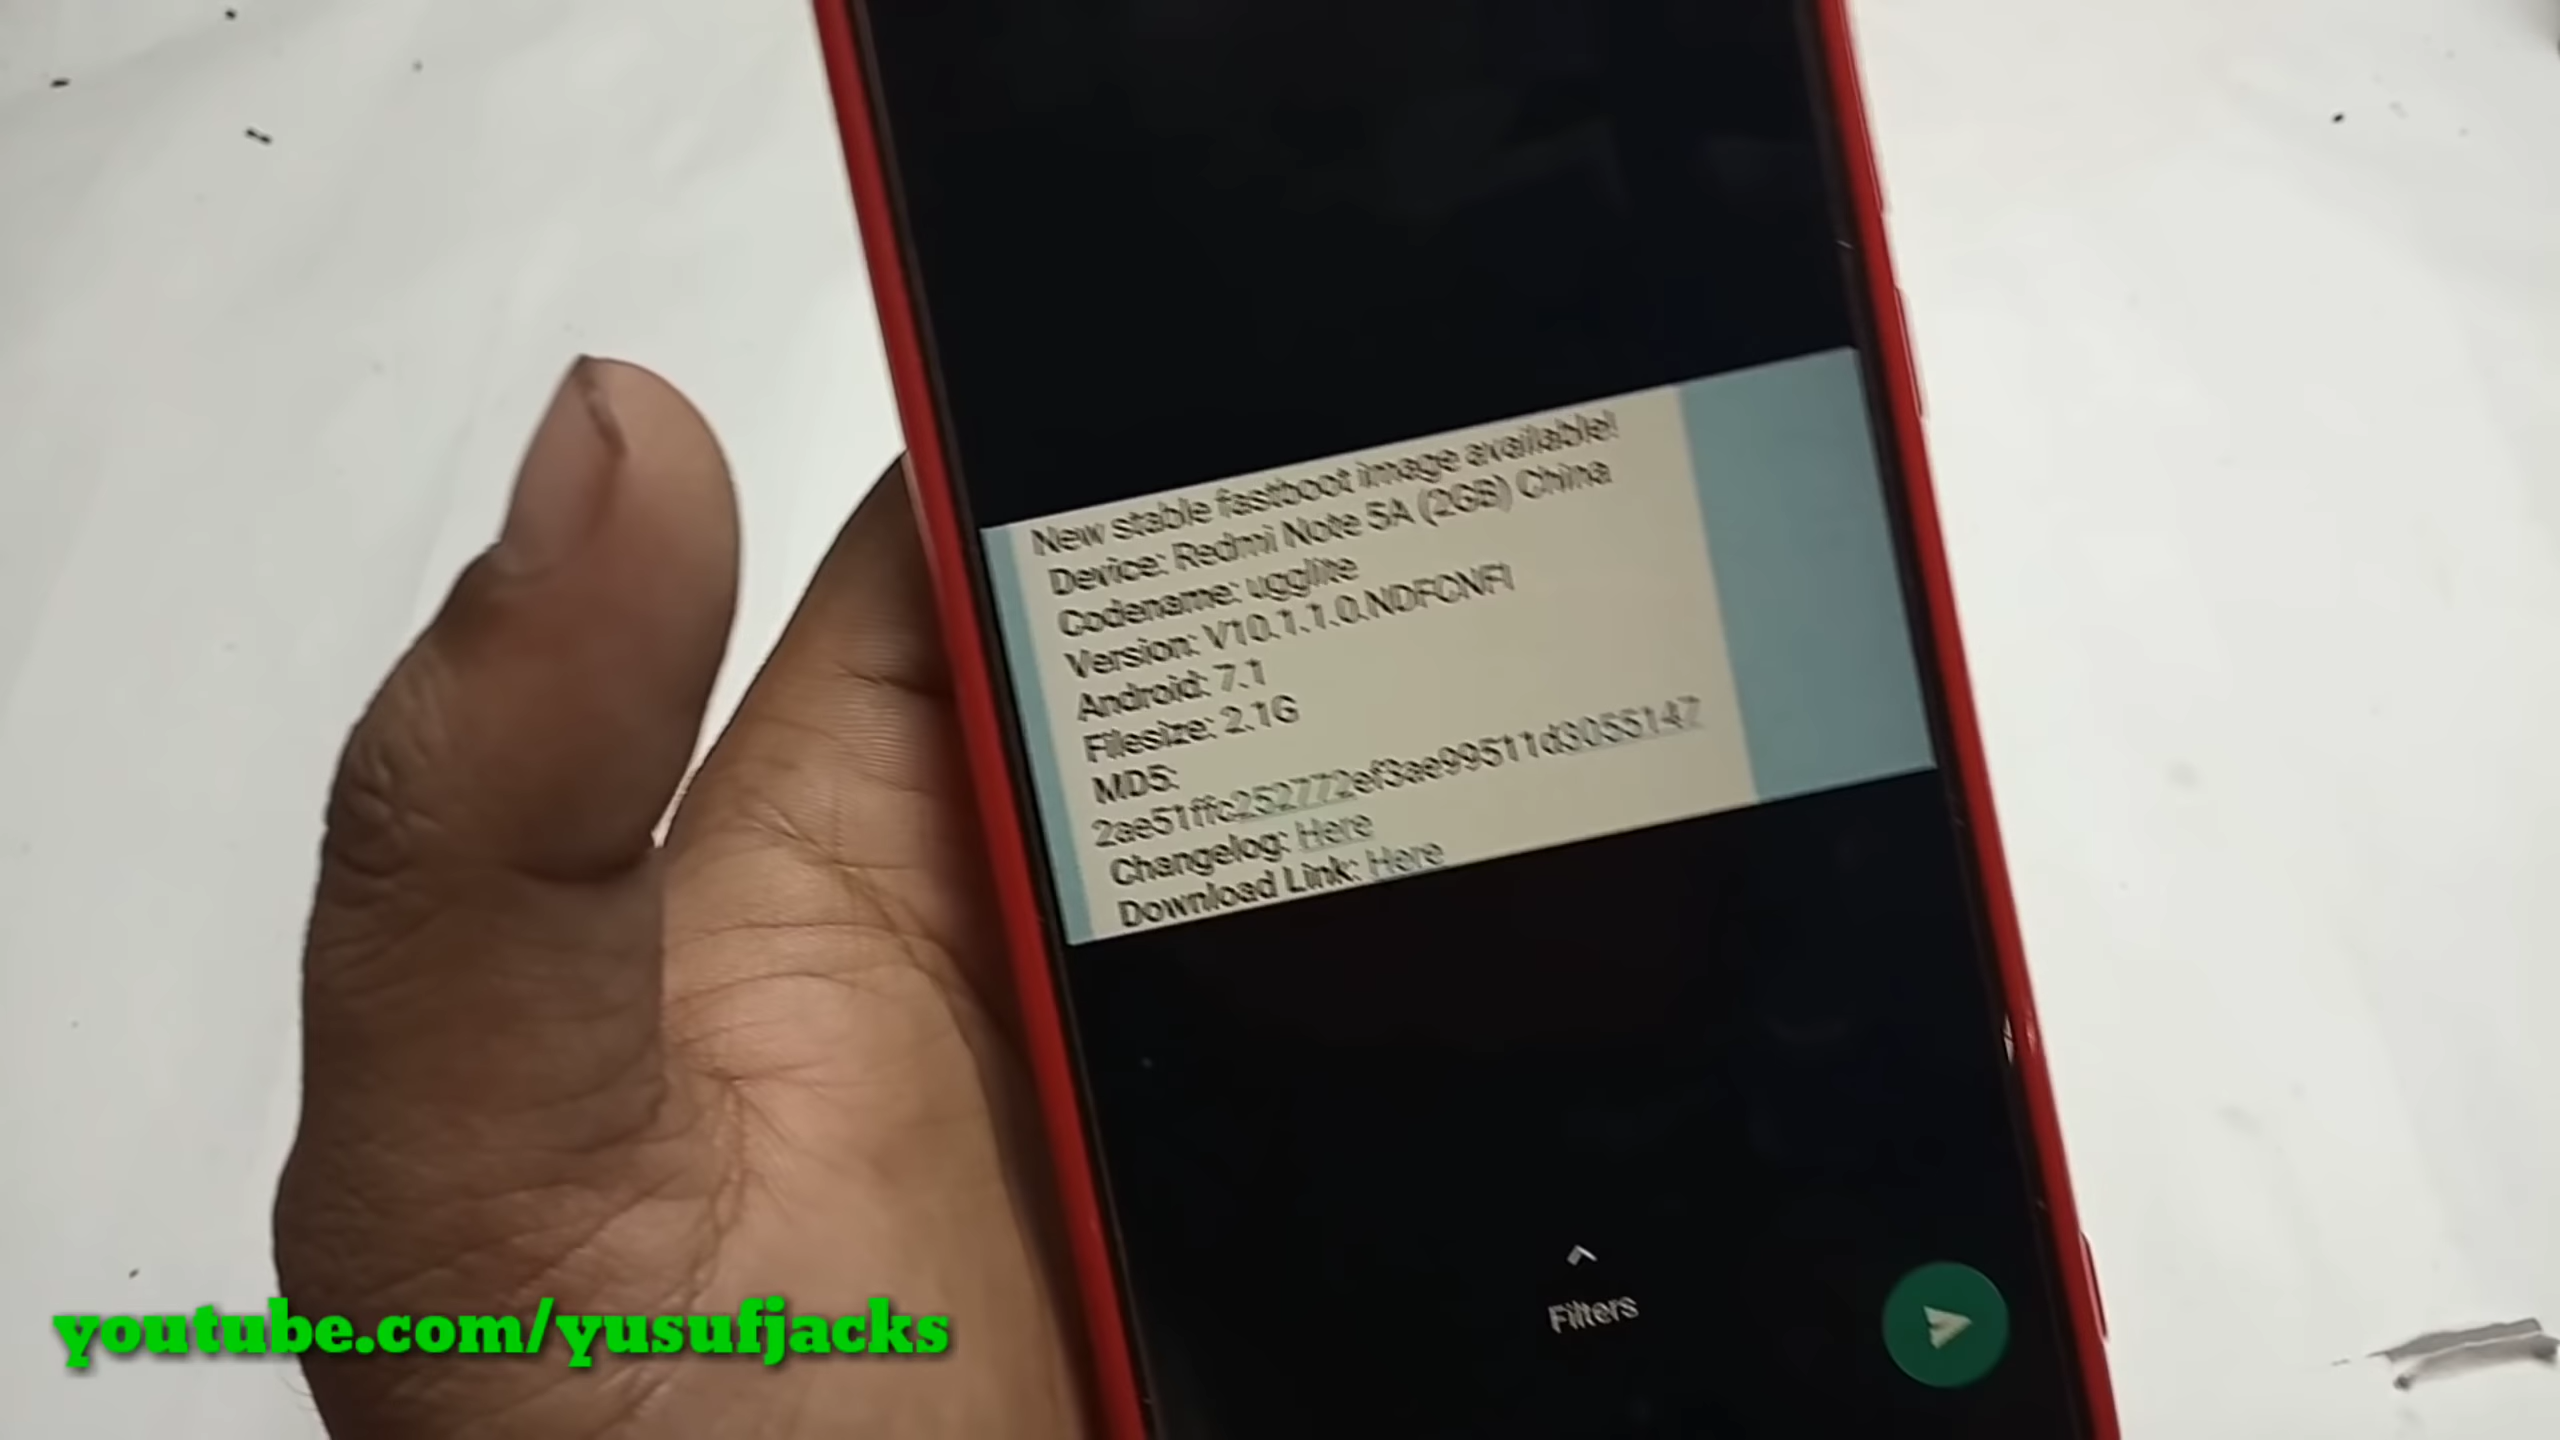 New stable fastboot image available!
Device: Redmi Note 5A (2GB) China
Codename: ugglite
Version: V10.1.1.0.NDFCNFI
Android: 7.1
Filesize: 2.1G
MD5:
2ae51ffc252772ef3ae99511d3055147
Changelog: Here
Download Link: Here
Filters
youtube.com/yusufjacks